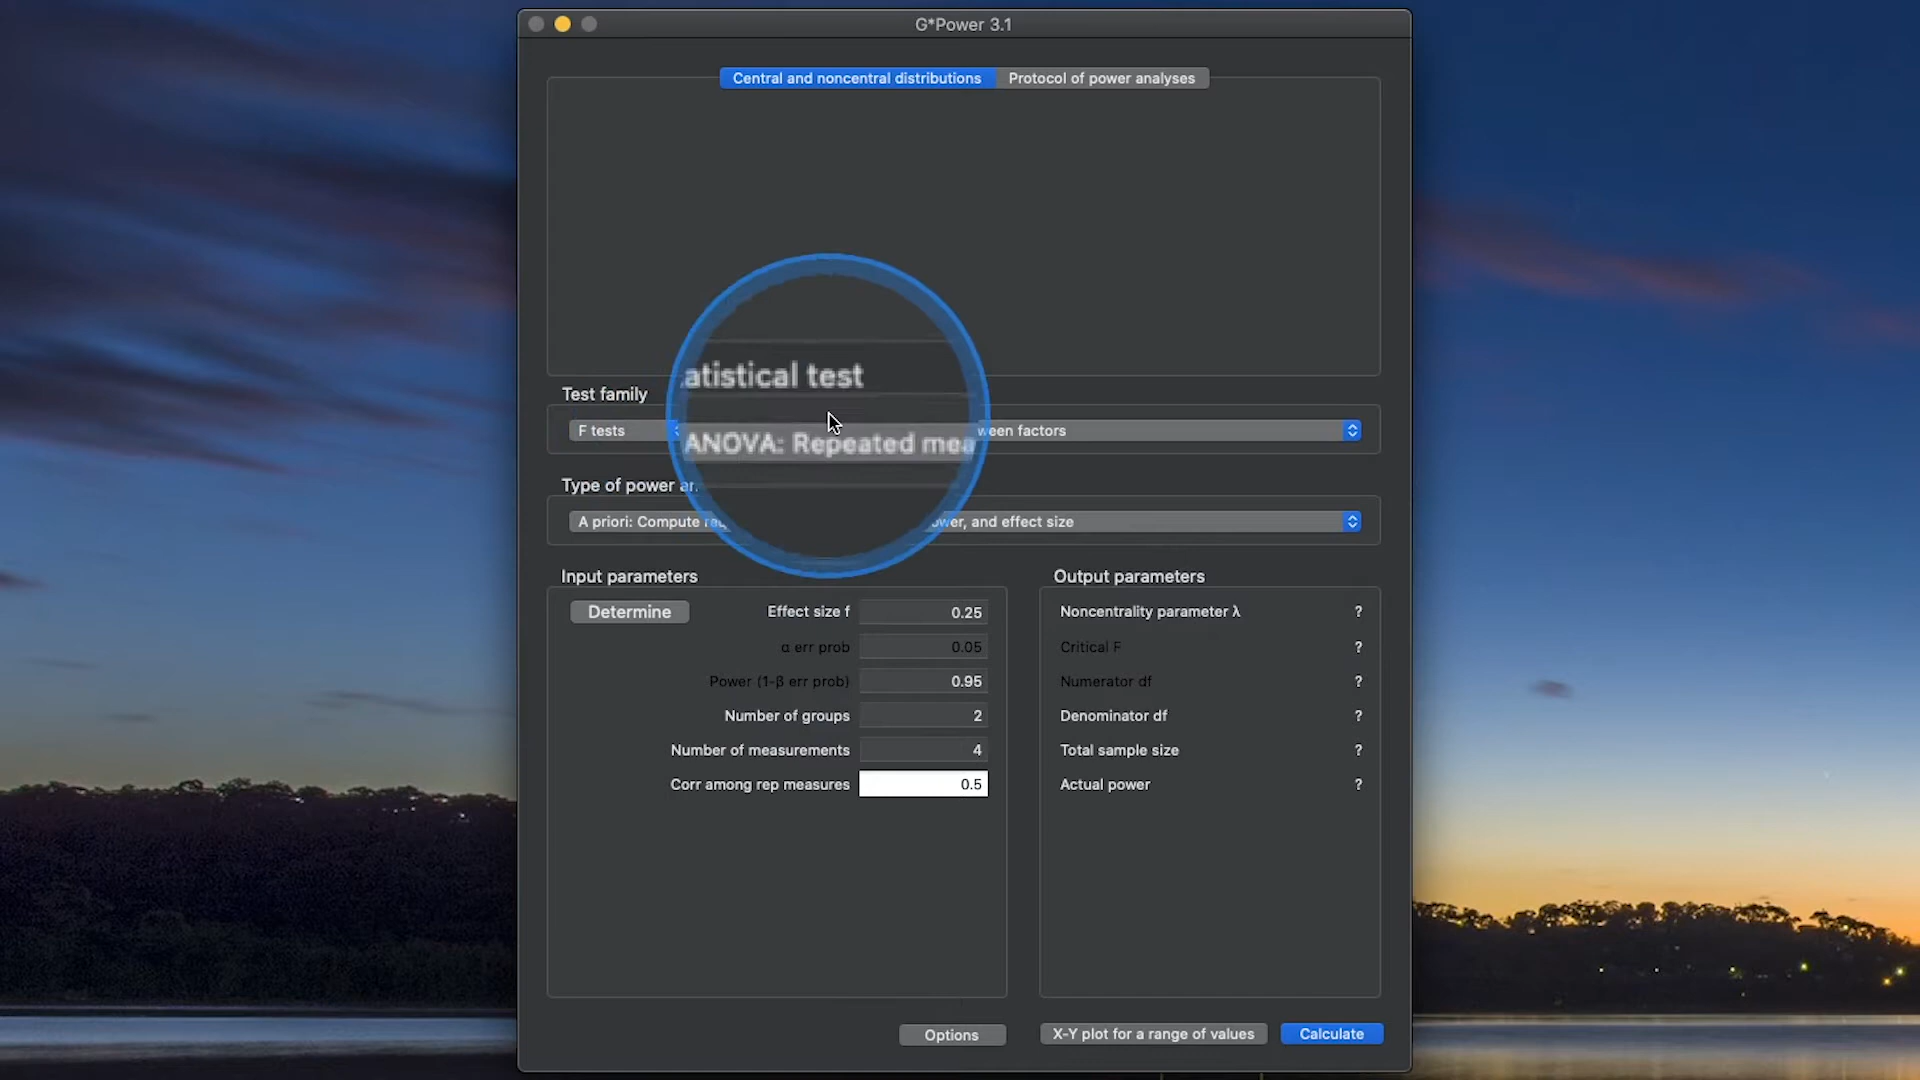 G*Power 3.1
Central and noncentral distributions Protocol of power analyses
atistical test
Test family
F tests ANOVA: Repeated mea ween factors
Type of power
A priori: Compute wer, and effect size
Input parameters Output parameters
Determine Effect size f 0.25 Noncentrality parameter λ ?
α err prob 0.05 Critical F ?
Power (1-β err prob) 0.95 Numerator df ?
Number of groups 2 Denominator df ?
Number of measurements 4 Total sample size ?
Corr among rep measures 0.5 Actual power ?
Options X-Y plot for a range of values Calculate